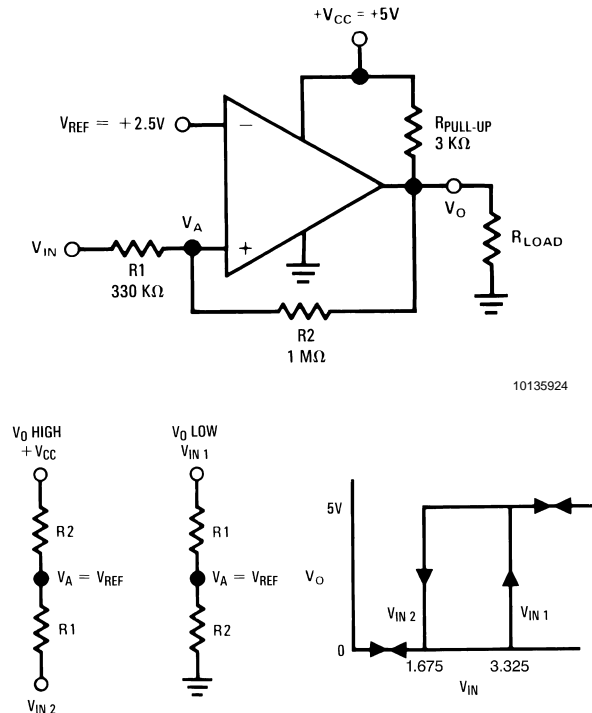 +VCC = +5V
VREF = +2.5V
−
RPULL-UP
3 KΩ
VA
VO
VIN
+
RLOAD
R1
330 KΩ
R2
1 MΩ
10135924
VO HIGH
+VCC
R2
VA = VREF
R1
VIN 2
VO LOW
VIN 1
R1
VA = VREF
R2
5V
VO
VIN 2
VIN 1
0
1.675
3.325
VIN